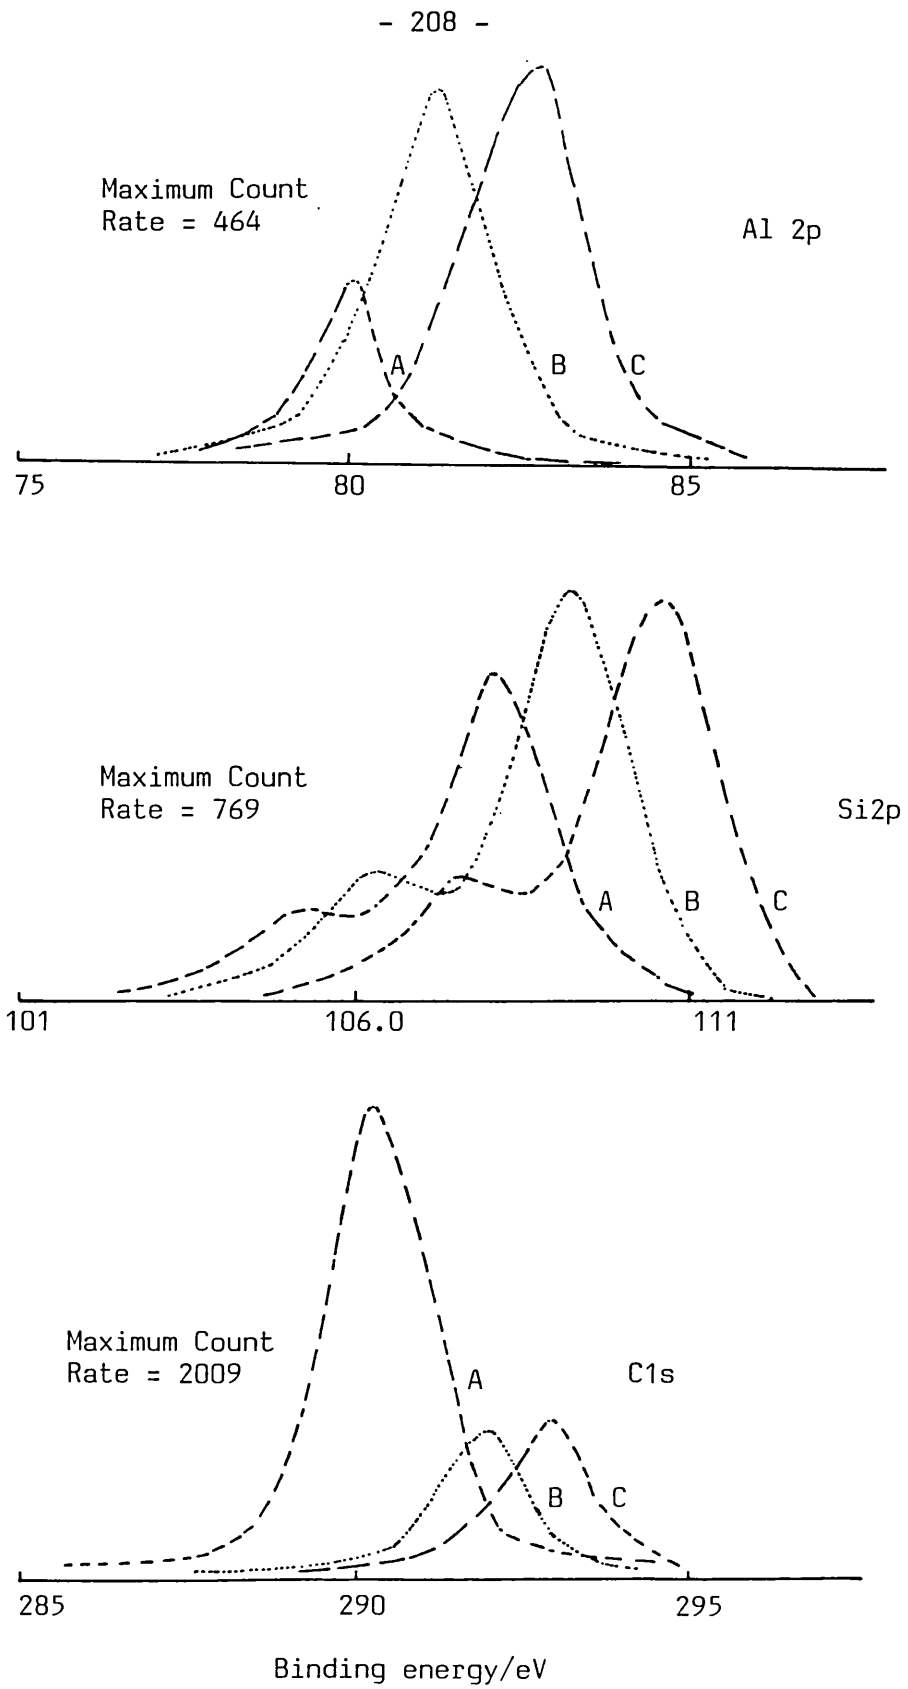 - 208 -
Maximum Count
Rate = 464
Al 2p
A
B
C
75
80
85
Maximum Count
Rate = 769
Si2p
A
B
C
101
106.0
111
Maximum Count
Rate = 2009
C1s
A
B
C
285
290
295
Binding energy/eV